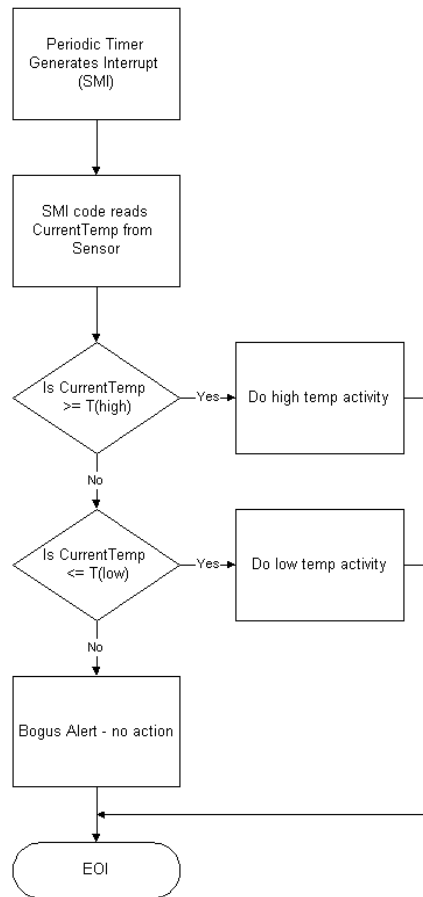 Periodic Timer
Generates Interrupt
(SMI)
SMI code reads
CurrentTemp from
Sensor
Is CurrentTemp
>= T(high)
Yes
Do high temp activity
No
Is CurrentTemp
<= T(low)
Yes
Do low temp activity
No
Bogus Alert - no action
EOI